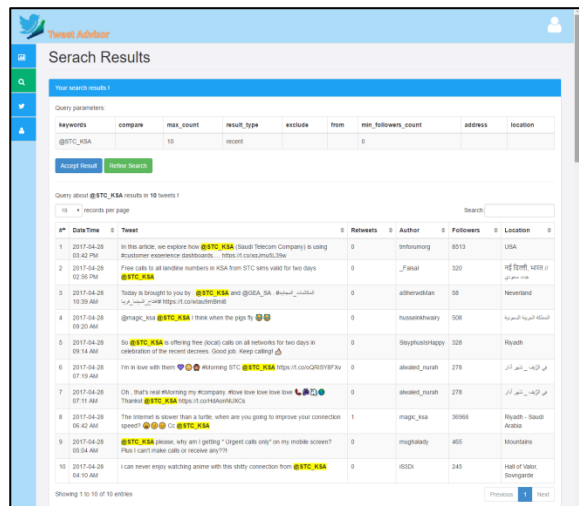 Tweet Advisor
Serach Results
Your search results !
Query parameters:
keywords compare max_count result_type exclude from min_followers_count address location
@STC_KSA 10 recent 0
Accept Result Refine Search
Query about @STC_KSA results in 10 tweets !
10 records per page Search:
#^ DataTime Tweet Retweets Author Followers Location
1 2017-04-28 In this article, we explore how @STC_KSA (Saudi Telecom Company) is using 0 tmforumorg 8513 USA
03:42 PM #customer experience dashboards…
2 2017-04-28 Free calls to all landline numbers in KSA from STC sims valid for two days 0 _Faisal 320 नई दिल्ली, भारत //
02:56 PM @STC_KSA
3 2017-04-28 Today is brought to you by : @STC_KSA and @GEA_SA . 0 a9herwdMan 58 Neverland
10:39 AM
4 2017-04-28 @magic_ksa @STC_KSA I think when the pigs fly 😂😂 0 husseinkhwairy 508 المملكة العربية السعودية
09:20 AM
5 2017-04-28 So @STC_KSA is offering free (local) calls on all networks for two days in 0 SisyphusIsHappy 328 Riyadh
09:14 AM celebration of the recent decrees. Good job. Keep calling!
6 2017-04-28 I'm in love with them #Morning STC @STC_KSA 0 alwaled_nurah 278
07:19 AM
7 2017-04-28 Oh , that's real #Morning my #company. #love love love love love 0 alwaled_nurah 278
07:11 AM Thanks! @STC_KSA
8 2017-04-28 The Internet is slower than a turtle, when are you going to improve your connection 1 magic_ksa 36966 Riyadh - Saudi
06:42 AM speed? Cc @STC_KSA Arabia
9 2017-04-28 @STC_KSA please, why am i getting " Urgent calls only" on my mobile screen? 0 mughalady 465 Mountains
05:04 AM Plus I can't make calls or receive any??!
10 2017-04-28 i can never enjoy watching anime with this shitty connection from @STC_KSA 0 iS3Di 245 Hall of Valor,
04:10 AM Sovngarde
Showing 1 to 10 of 10 entries Previous 1 Next